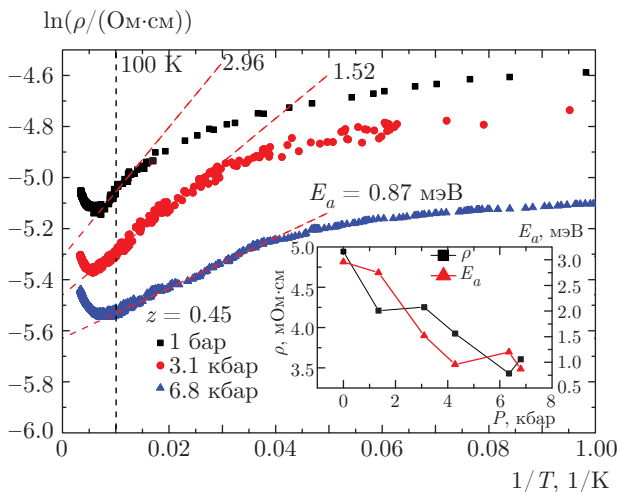 ln(ρ/(Ом·см)
−4.6
−4.8
−5.0
−5.2
−5.4
−5.6
−5.8
−6.0
100 K
2.96
1.52
E_a = 0.87 мэВ
z = 0.45
1 бар
3.1 кбар
6.8 кбар
E_a, мэВ
ρ
E_a
ρ, мОм·см
5.0
4.5
4.0
3.5
3.0
2.5
2.0
1.5
1.0
0.5
0 2 4 6 8
P, кбар
0 0.02 0.04 0.06 0.08 1.00
1/T, 1/K